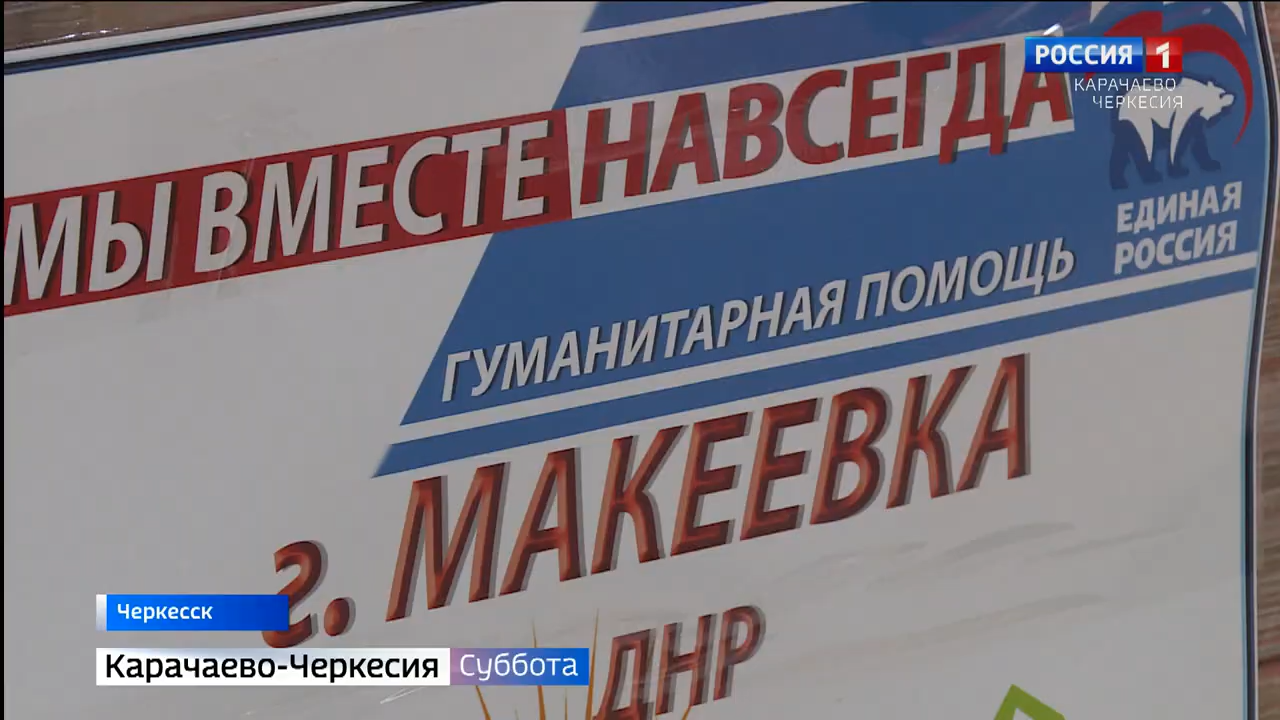 РОССИЯ 1
КАРАЧАЕВО
ЧЕРКЕСИЯ
МЫ ВМЕСТЕ НАВСЕГДА
ЕДИНАЯ
РОССИЯ
ГУМАНИТАРНАЯ ПОМОЩЬ
г. МАКЕЕВКА
ДНР
Черкесск
Карачаево-Черкесия Суббота